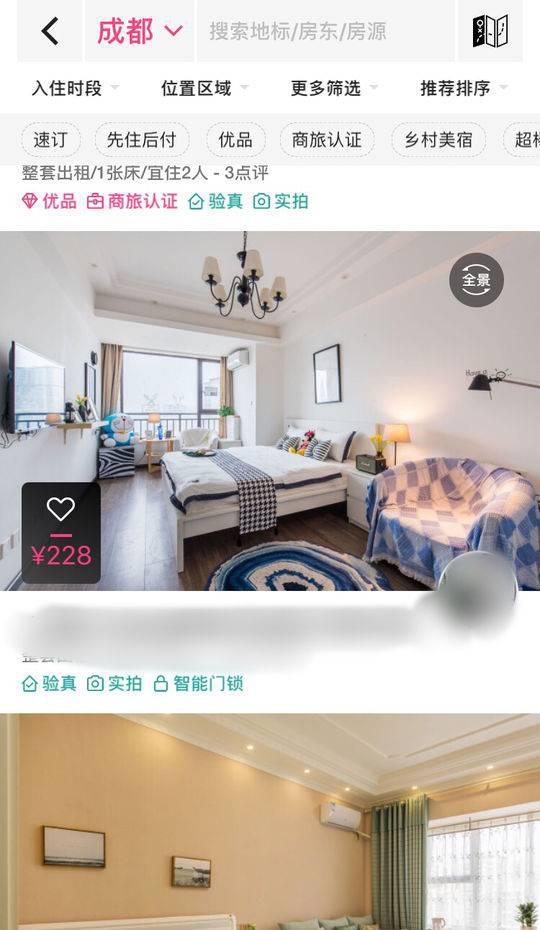 成都
搜索地标/房东/房源
入住时段 位置区域 更多筛选 推荐排序
速订 先住后付 优品 商旅认证 乡村美宿
整套出租/1张床/宜住2人 - 3点评
优品 商旅认证 验真 实拍
全景
¥228
验真 实拍 智能门锁